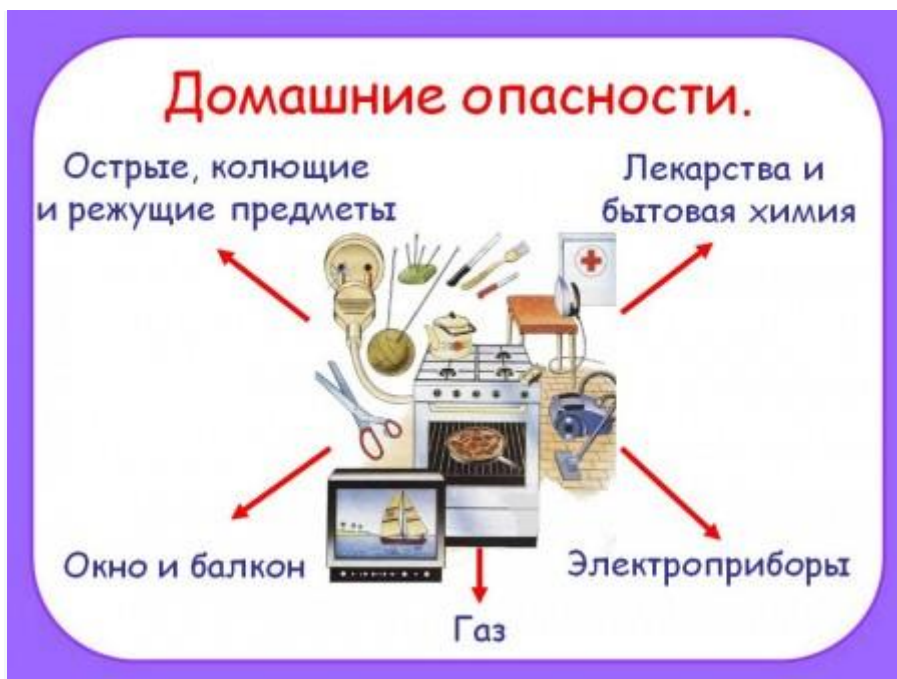 Домашние опасности.
Острые, колющие
и режущие предметы
Лекарства и
бытовая химия
Окно и балкон
Электроприборы
Газ